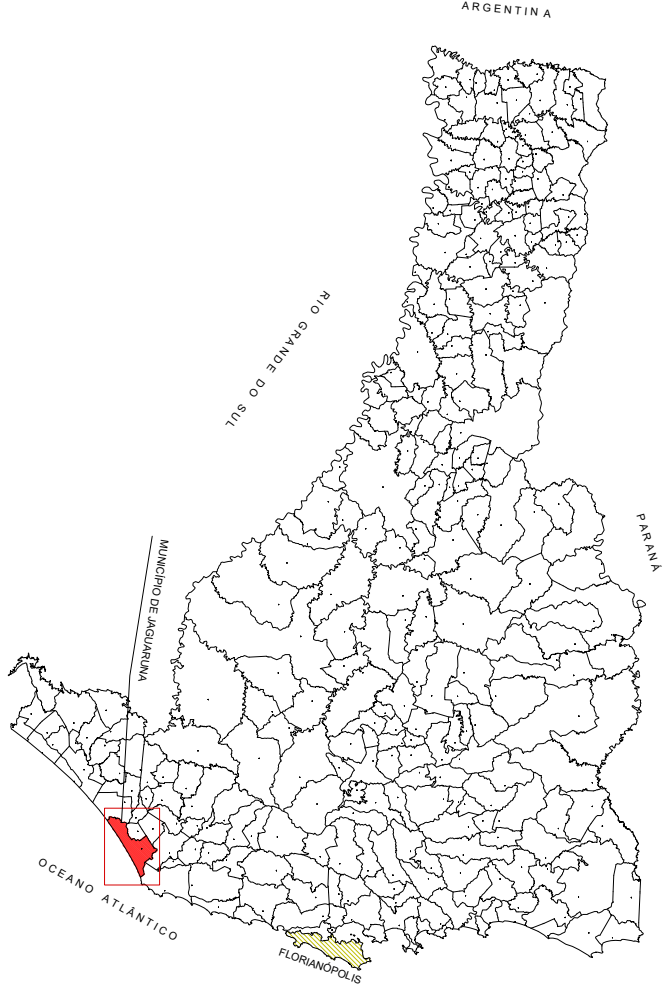 ARGENTINA
RIO GRANDE DO SUL
PARANÁ
MUNICÍPIO DE JAGUARUNA
OCEANO ATLÂNTICO
FLORIANÓPOLIS